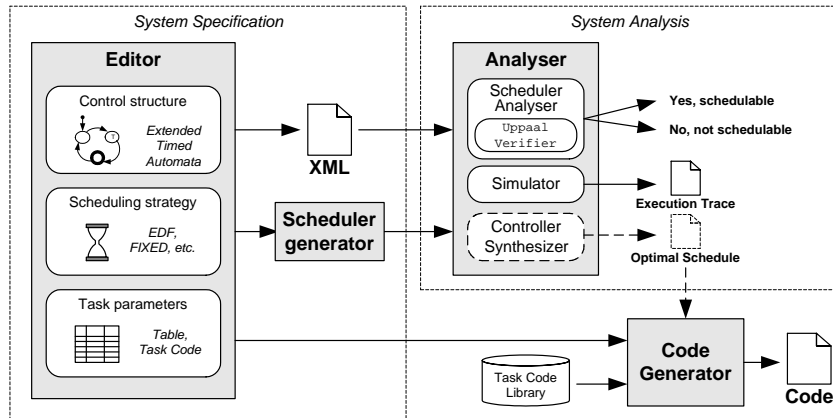 System Specification
Editor
Control structure
T
Extended
Timed
Automata
Scheduling strategy
EDF,
FIXED, etc.
Task parameters
Table,
Task Code
XML
Scheduler
generator
System Analysis
Analyser
Scheduler
Analyser
Uppaal
Verifier
Simulator
Controller
Synthesizer
Yes, schedulable
No, not schedulable
Execution Trace
Optimal Schedule
Task Code
Library
Code
Generator
Code